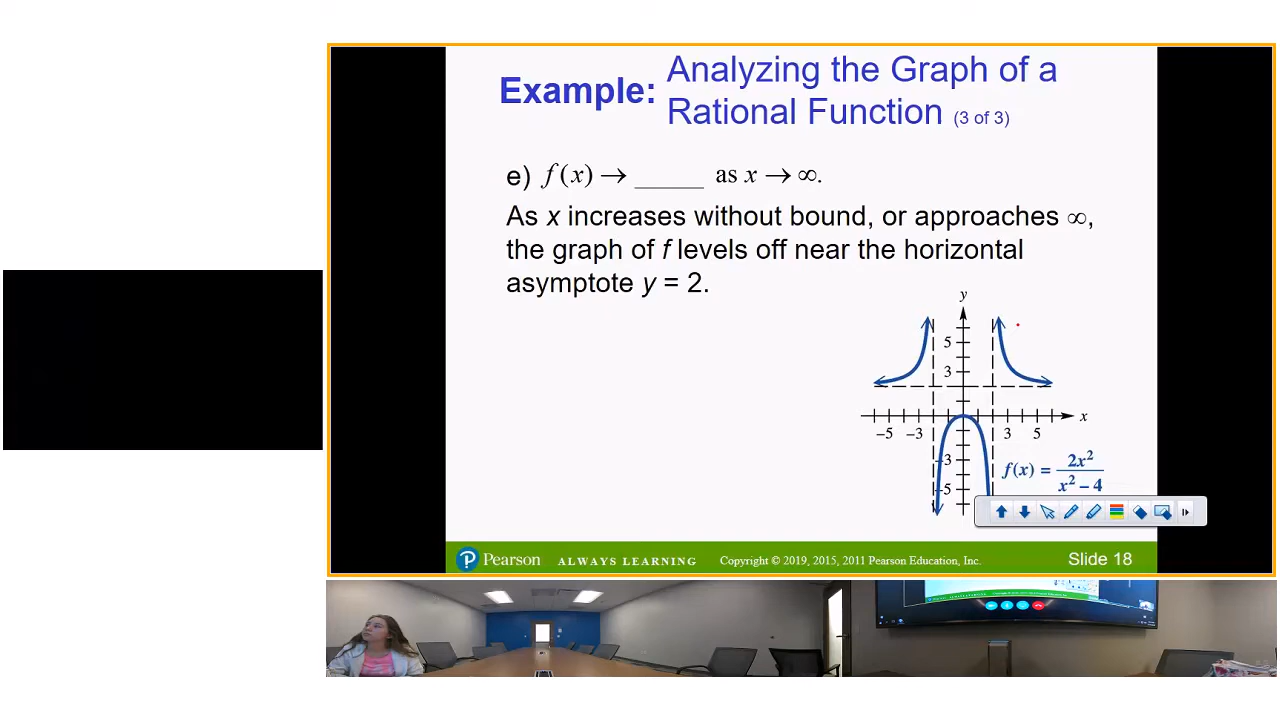 Example:
Analyzing the Graph of a
Rational Function (3 of 3)
e) f(x) → _____ as x → ∞.
As x increases without bound, or approaches ∞,
the graph of f levels off near the horizontal
asymptote y = 2.
y
5
3
x
−5 −3 3 5
−3
−5
f(x) = 2x² / x² − 4
Pearson ALWAYS LEARNING Copyright © 2019, 2015, 2011 Pearson Education, Inc. Slide 18